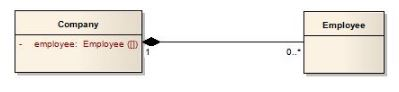 Company
- employee: Employee ([])
1
0..*
Employee